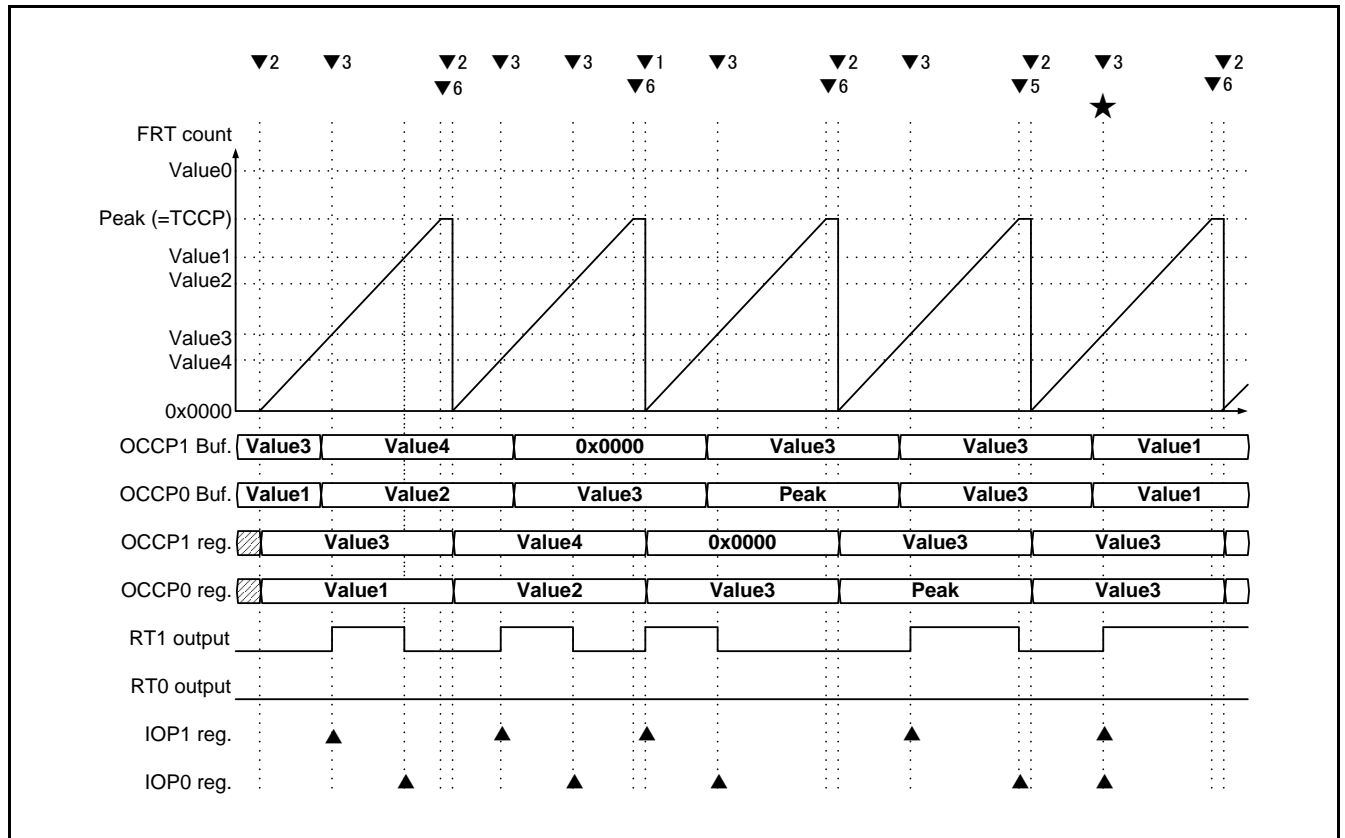 ▼2 ▼3 ▼2 ▼3 ▼3 ▼1 ▼3 ▼2 ▼3 ▼2 ▼3 ▼2
▼6 ▼6 ▼6 ▼5 ▼6
★
FRT count
Value0
Peak (=TCCP)
Value1
Value2
Value3
Value4
0x0000
OCCP1 Buf. Value3 Value4 0x0000 Value3 Value3 Value1
OCCP0 Buf. Value1 Value2 Value3 Peak Value3 Value1
OCCP1 reg. Value3 Value4 0x0000 Value3 Value3
OCCP0 reg. Value1 Value2 Value3 Peak Value3
RT1 output
RT0 output
IOP1 reg. ▲ ▲ ▲ ▲ ▲
IOP0 reg. ▲ ▲ ▲ ▲ ▲